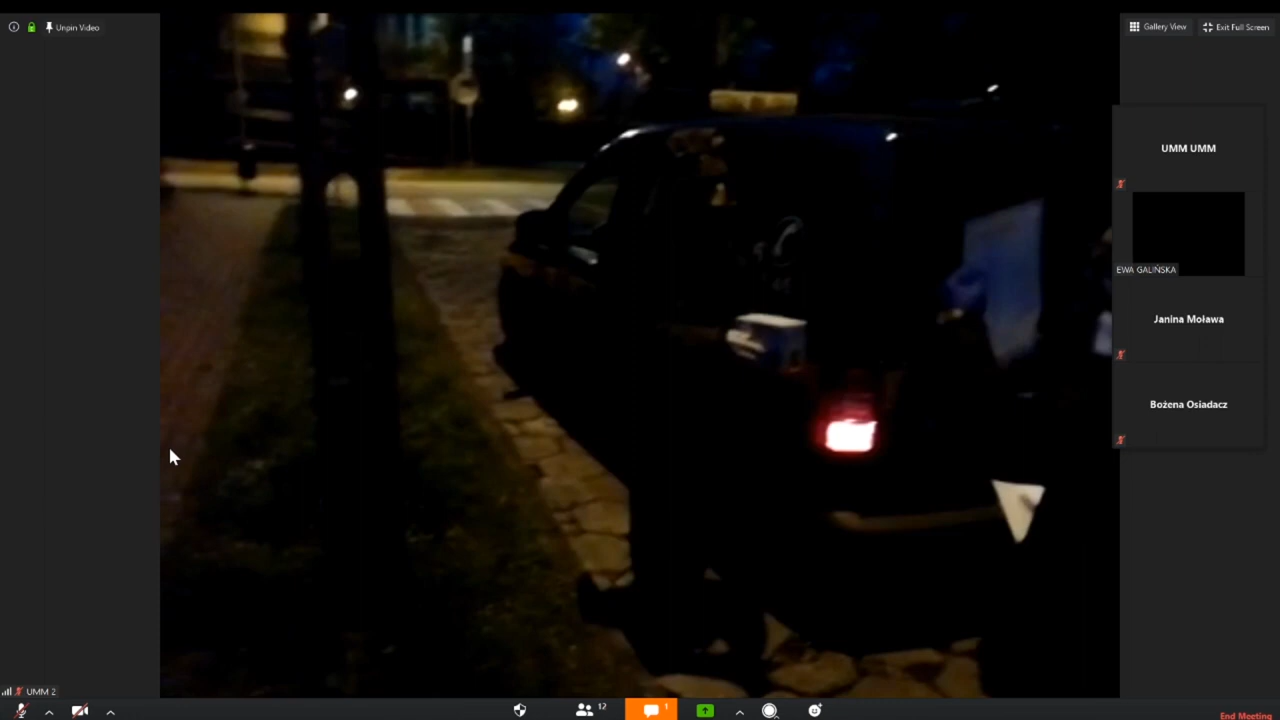 Unpin Video
Gallery View
Exit Full Screen
UMM UMM
EWA GALIŃSKA
Janina Moława
Bożena Osiadacz
UMM 2
12
1
End Meeting